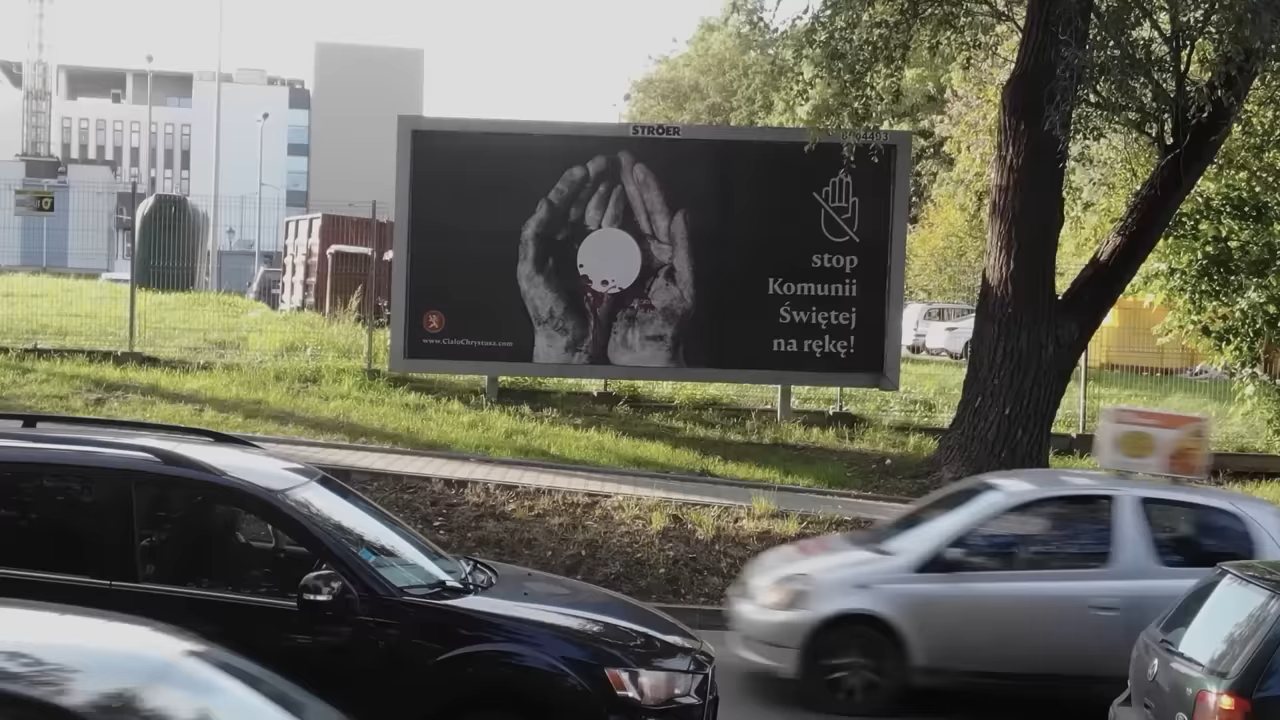 STRÖER
stop
Komunii
Świętej
na rękę!
www.CialoChrystusa.com